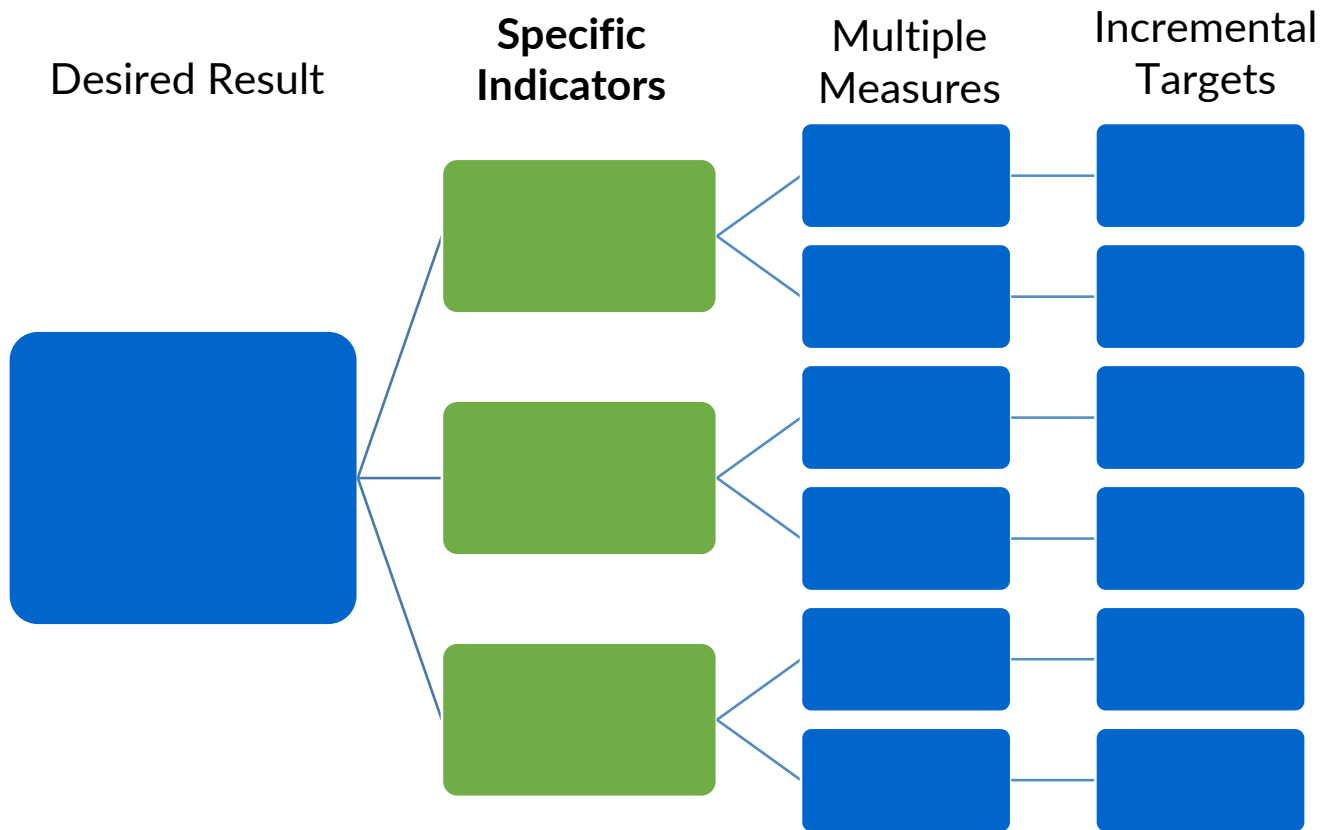 Desired Result
Specific
Indicators
Multiple
Measures
Incremental
Targets